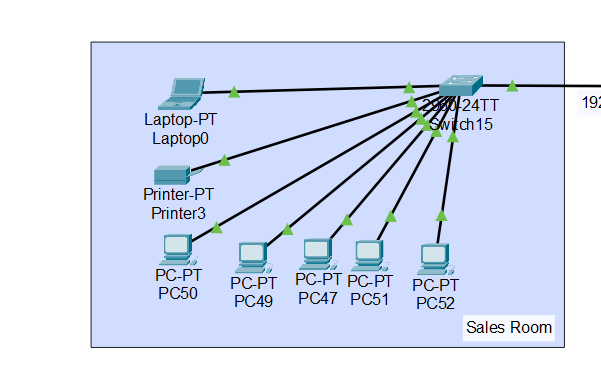 2960-24TT
Switch15
192
Laptop-PT
Laptop0
Printer-PT
Printer3
PC-PT
PC50
PC-PT
PC49
PC-PT
PC47
PC-PT
PC51
PC-PT
PC52
Sales Room